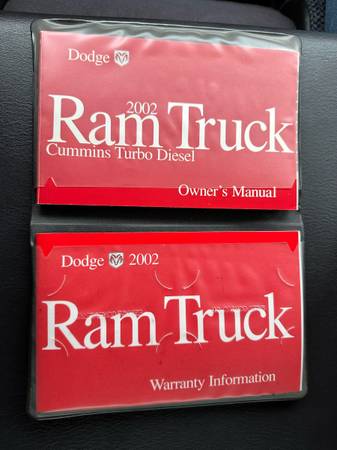 Dodge
2002
Ram Truck
Cummins Turbo Diesel
Owner's Manual
Dodge 2002
Ram Truck
Warranty Information